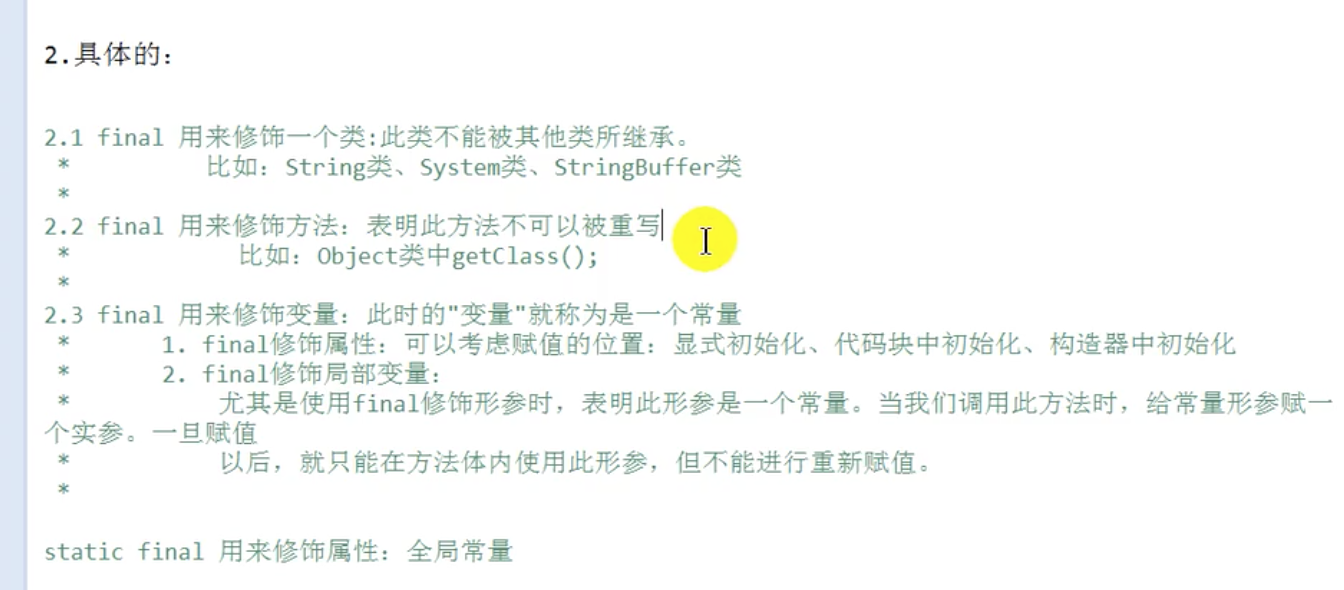 2.具体的：
2.1 final 用来修饰一个类:此类不能被其他类所继承。
* 比如：String类、System类、StringBuffer类
*
2.2 final 用来修饰方法：表明此方法不可以被重写
* 比如：Object类中getClass();
*
2.3 final 用来修饰变量：此时的"变量"就称为是一个常量
* 1. final修饰属性：可以考虑赋值的位置：显式初始化、代码块中初始化、构造器中初始化
* 2. final修饰局部变量：
* 尤其是使用final修饰形参时，表明此形参是一个常量。当我们调用此方法时，给常量形参赋一
个实参。一旦赋值
* 以后，就只能在方法体内使用此形参，但不能进行重新赋值。
*
static final 用来修饰属性：全局常量